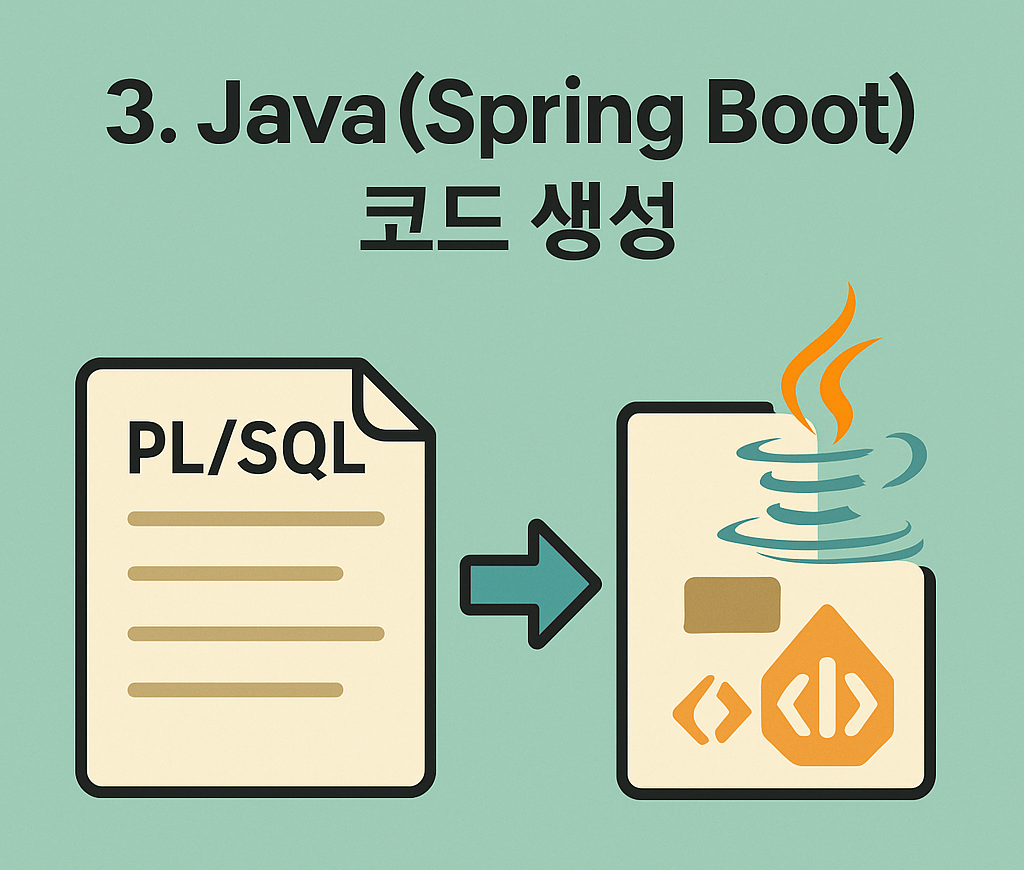 3. Java(Spring Boot)
코드 생성
PL/SQL